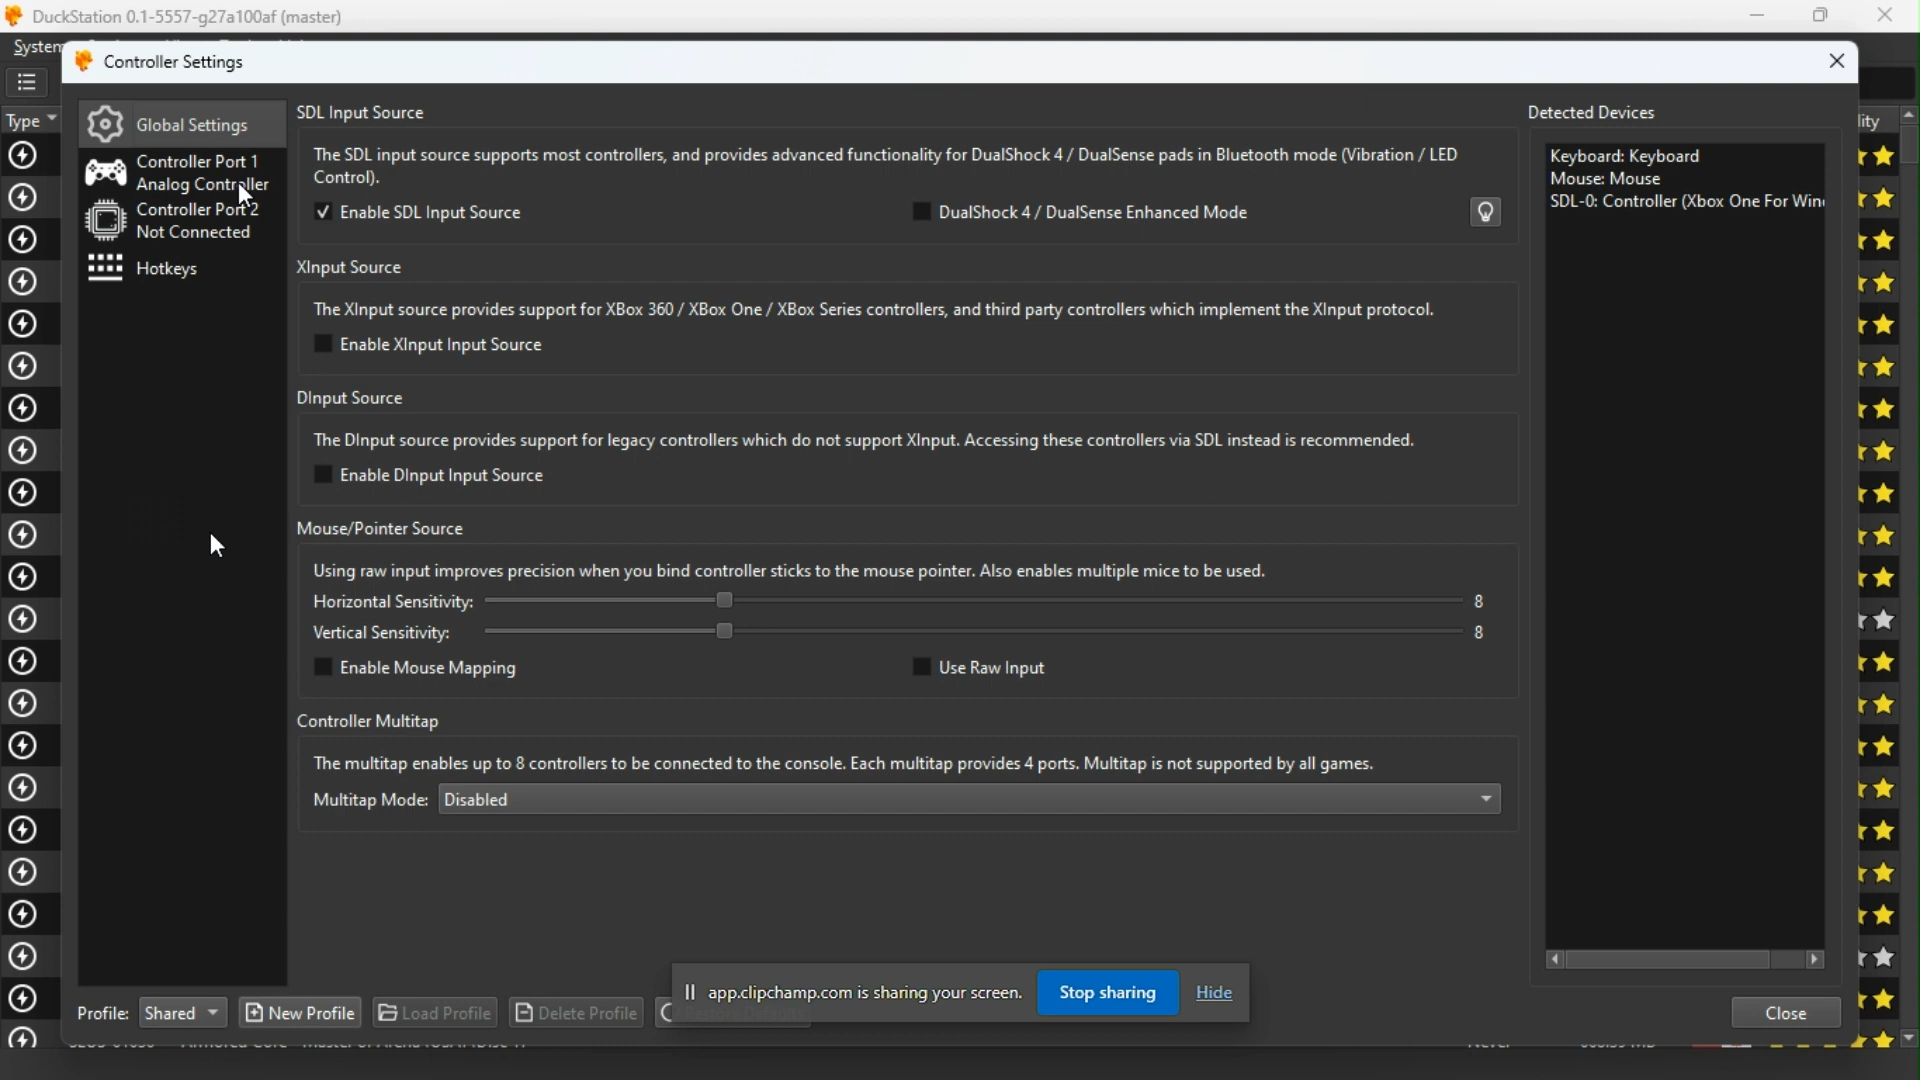 DuckStation 0.1-5557-g27a100af (master)
System
Controller Settings
Type
lity
Global Settings
Controller Port 1
Analog Controller
Controller Port 2
Not Connected
Hotkeys
SDL Input Source
The SDL input source supports most controllers, and provides advanced functionality for DualShock 4 / DualSense pads in Bluetooth mode (Vibration / LED
Control).
Enable SDL Input Source
DualShock 4 / DualSense Enhanced Mode
XInput Source
The XInput source provides support for XBox 360 / XBox One / XBox Series controllers, and third party controllers which implement the XInput protocol.
Enable XInput Input Source
DInput Source
The DInput source provides support for legacy controllers which do not support XInput. Accessing these controllers via SDL instead is recommended.
Enable DInput Input Source
Mouse/Pointer Source
Using raw input improves precision when you bind controller sticks to the mouse pointer. Also enables multiple mice to be used.
Horizontal Sensitivity: 8
Vertical Sensitivity: 8
Enable Mouse Mapping
Use Raw Input
Controller Multitap
The multitap enables up to 8 controllers to be connected to the console. Each multitap provides 4 ports. Multitap is not supported by all games.
Multitap Mode: Disabled
Detected Devices
Keyboard: Keyboard
Mouse: Mouse
SDL-0: Controller (Xbox One For Win
app.clipchamp.com is sharing your screen. Stop sharing Hide
Profile: Shared New Profile Load Profile Delete Profile
Close